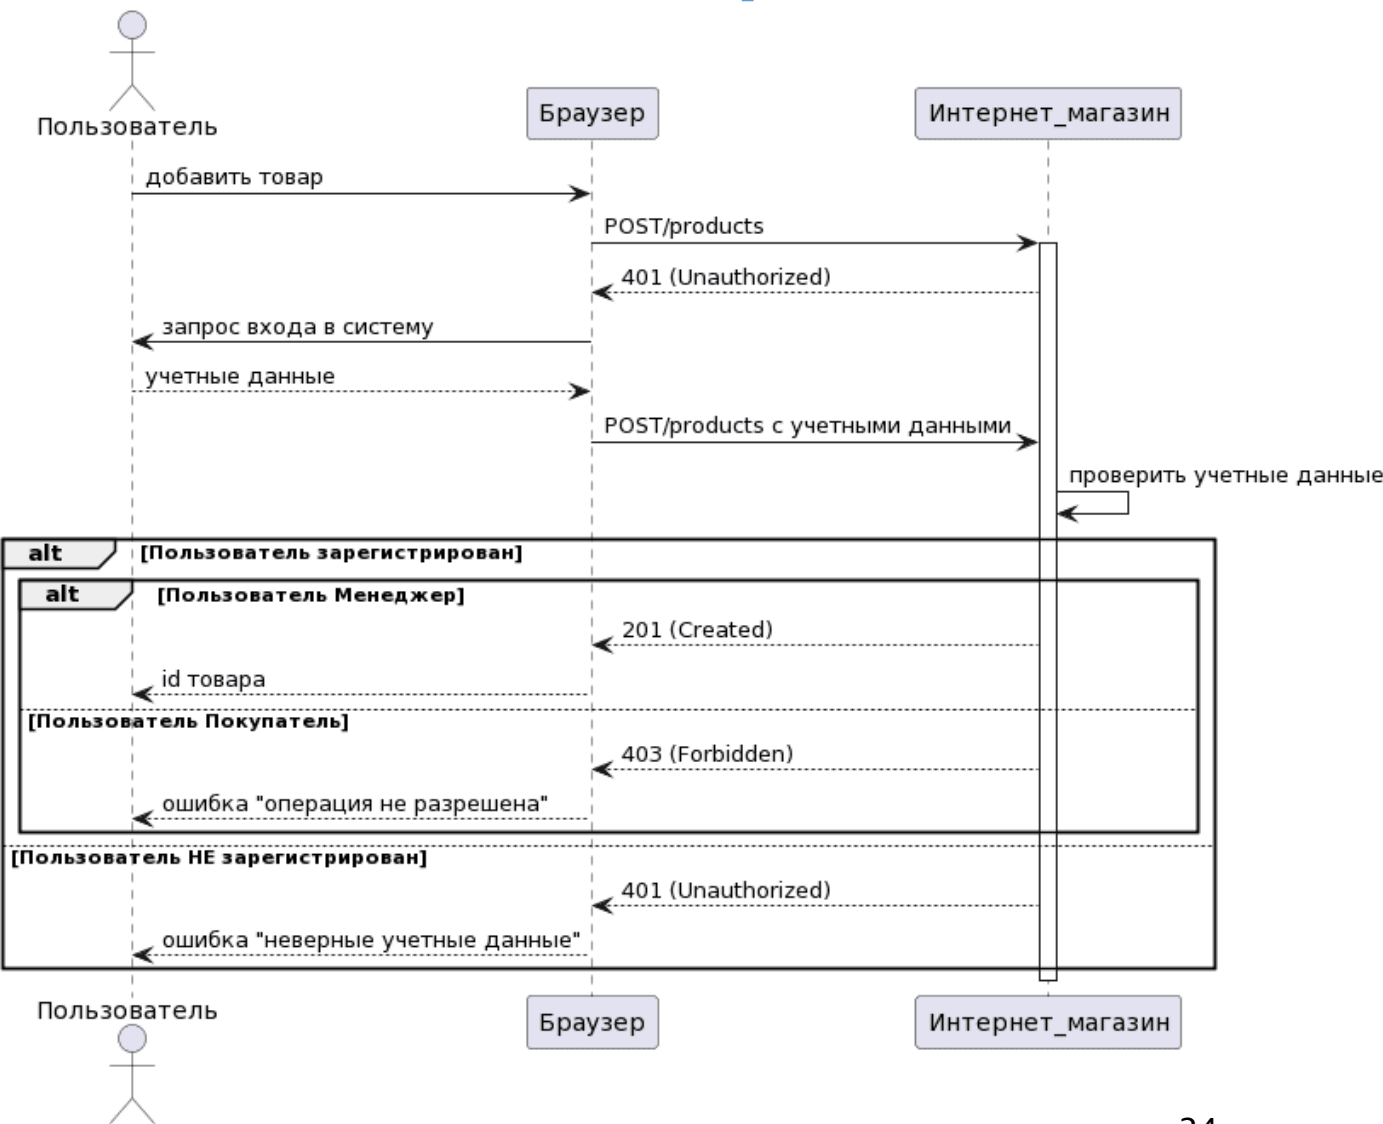 Пользователь
Браузер
Интернет_магазин
добавить товар
POST/products
401 (Unauthorized)
запрос входа в систему
учетные данные
POST/products с учетными данными
проверить учетные данные
alt [Пользователь зарегистрирован]
alt [Пользователь Менеджер]
201 (Created)
id товара
[Пользователь Покупатель]
403 (Forbidden)
ошибка "операция не разрешена"
[Пользователь НЕ зарегистрирован]
401 (Unauthorized)
ошибка "неверные учетные данные"
Пользователь
Браузер
Интернет_магазин